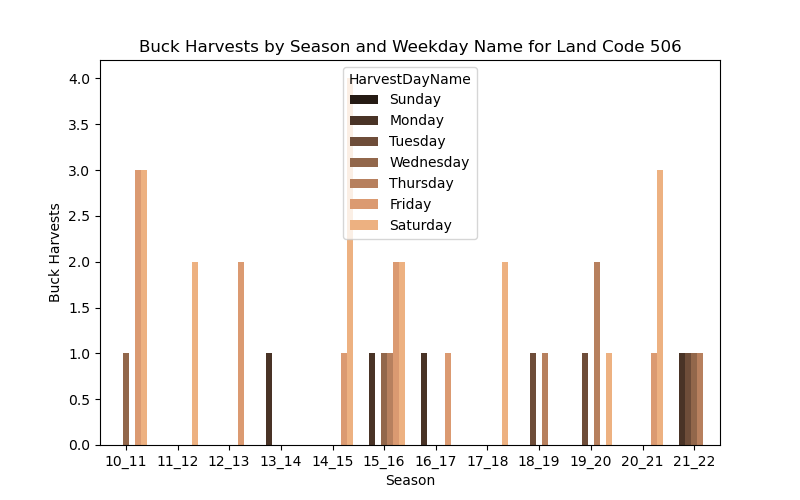 Buck Harvests by Season and Weekday Name for Land Code 506
HarvestDayName
Sunday
Monday
Tuesday
Wednesday
Thursday
Friday
Saturday
4.0
3.5
3.0
2.5
2.0
1.5
1.0
0.5
0.0
Buck Harvests
10_11 11_12 12_13 13_14 14_15 15_16 16_17 17_18 18_19 19_20 20_21 21_22
Season